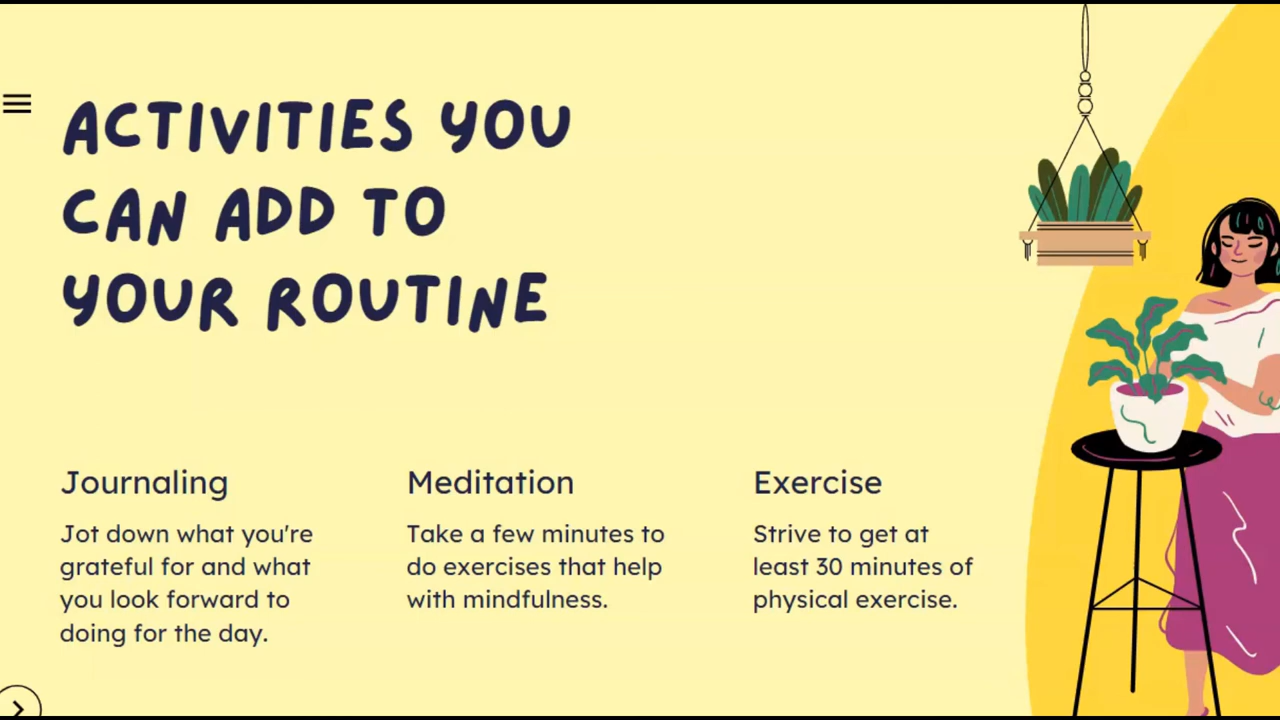 ACTIVITIES YOU
CAN ADD TO
YOUR ROUTINE
Journaling
Jot down what you're
grateful for and what
you look forward to
doing for the day.
Meditation
Take a few minutes to
do exercises that help
with mindfulness.
Exercise
Strive to get at
least 30 minutes of
physical exercise.